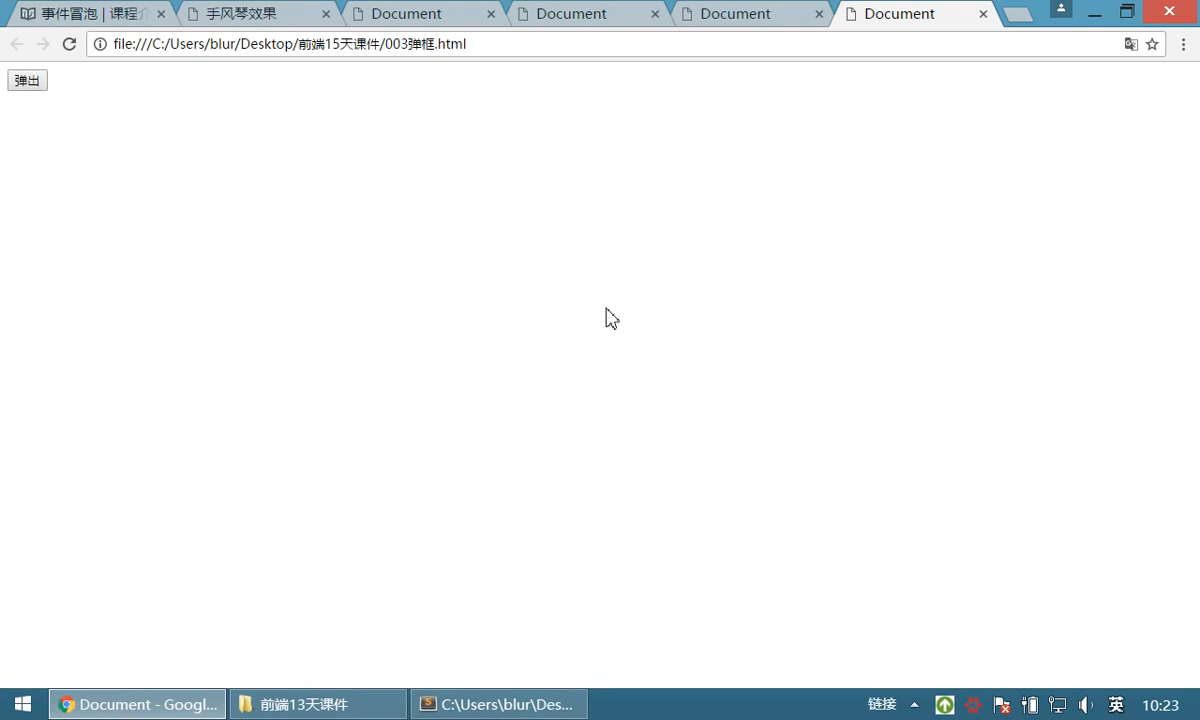 事件冒泡 | 课程
手风琴效果
Document
Document
Document
Document
file:///C:/Users/blur/Desktop/前端15天课件/003弹框.html
弹出
Document - Googl...
前端13天课件
C:\Users\blur\Des...
链接
英
10:23